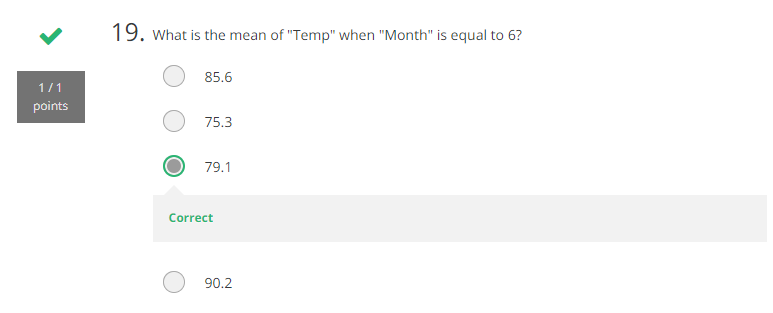 19. What is the mean of "Temp" when "Month" is equal to 6?
1 / 1
points
85.6
75.3
79.1
Correct
90.2